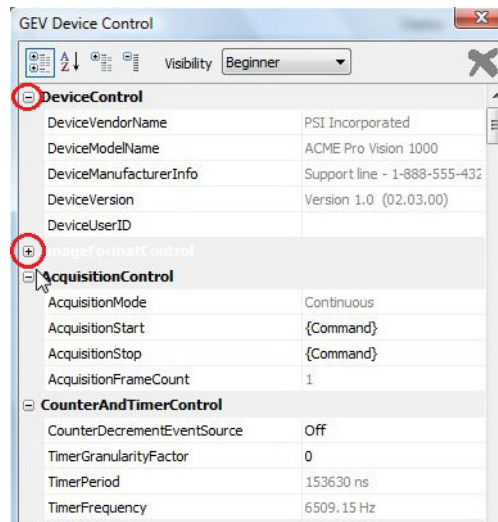 GEV Device Control
Visibility Beginner
DeviceControl
DeviceVendorName PSI Incorporated
DeviceModelName ACME Pro Vision 1000
DeviceManufacturerInfo Support line - 1-888-555-432
DeviceVersion Version 1.0 (02.03.00)
DeviceUserID
ImageFormatControl
AcquisitionControl
AcquisitionMode Continuous
AcquisitionStart {Command}
AcquisitionStop {Command}
AcquisitionFrameCount 1
CounterAndTimerControl
CounterDecrementEventSource Off
TimerGranularityFactor 0
TimerPeriod 153630 ns
TimerFrequency 6509.15 Hz